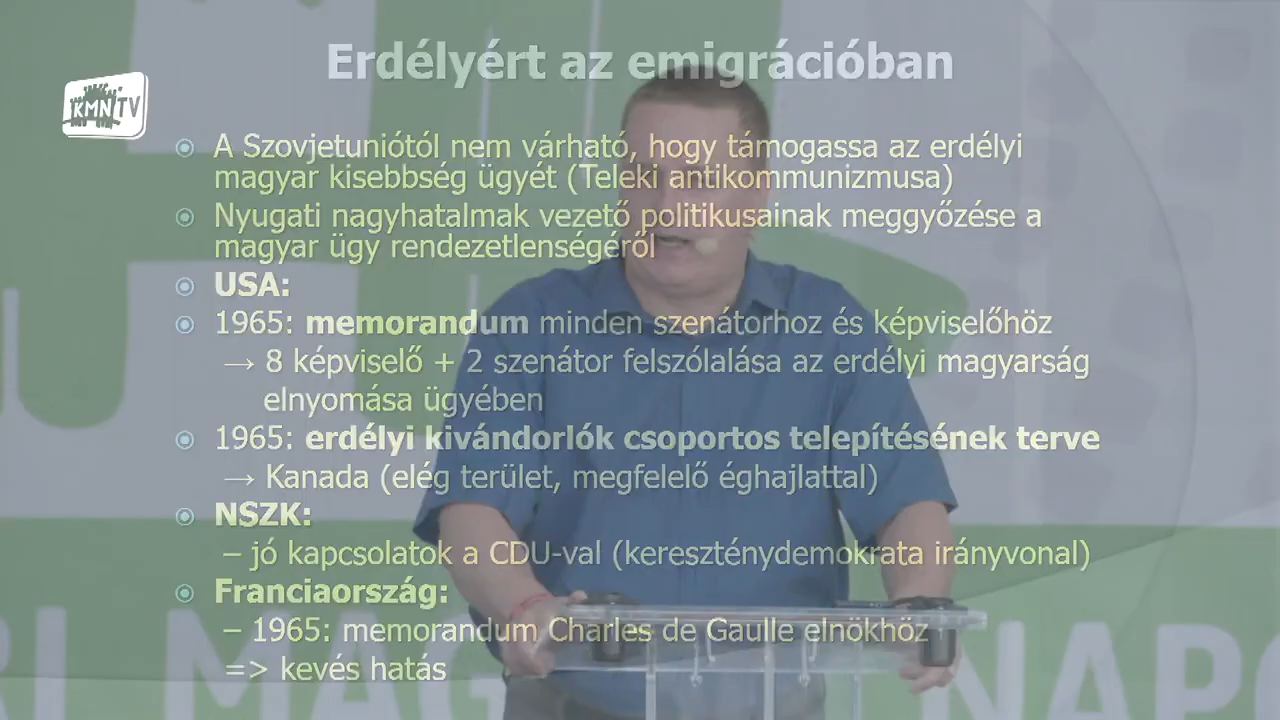 Erdélyért az emigrációban
KMN TV
A Szovjetuniótól nem várható, hogy támogassa az erdélyi
magyar kisebbség ügyét (Teleki antikommunizmusa)
Nyugati nagyhatalmak vezető politikusainak meggyőzése a
magyar ügy rendezetlenségéről
USA:
1965: memorandum minden szenátorhoz és képviselőhöz
→ 8 képviselő + 2 szenátor felszólalása az erdélyi magyarság
elnyomása ügyében
1965: erdélyi kivándorlók csoportos telepítésének terve
→ Kanada (elég terület, megfelelő éghajlattal)
NSZK:
– jó kapcsolatok a CDU-val (kereszténydemokrata irányvonal)
Franciaország:
– 1965: memorandum Charles de Gaulle elnökhöz
=> kevés hatás